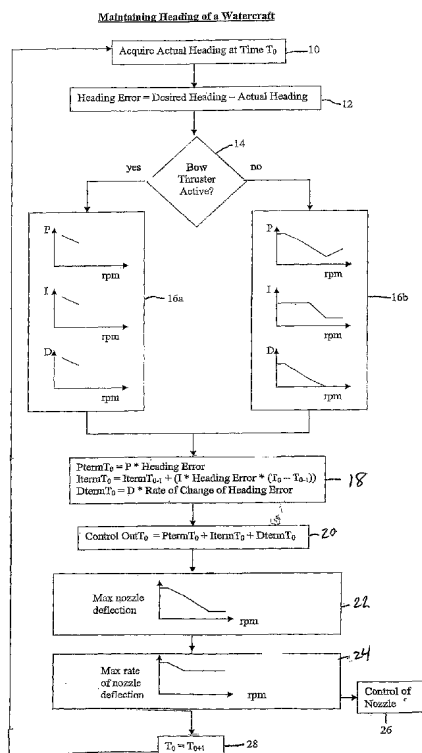 Maintaining Heading of a Watercraft
Acquire Actual Heading at Time T₀
10
Heading Error = Desired Heading – Actual Heading
12
14
yes
Bow
Thruster
Active?
no
P
rpm
I
rpm
D
rpm
16a
P
rpm
I
rpm
D
rpm
16b
PtermT₀ = P * Heading Error
ItermT₀ = ItermT₀₋₁ + (I * Heading Error * (T₀ – T₀₋₁))
DtermT₀ = D * Rate of Change of Heading Error
18
Control OutT₀ = PtermT₀ + ItermT₀ + DtermT₀
20
Max nozzle
deflection
rpm
22
Max rate
of nozzle
deflection
rpm
24
Control of
Nozzle
26
T₀ = T₀₊₁
28